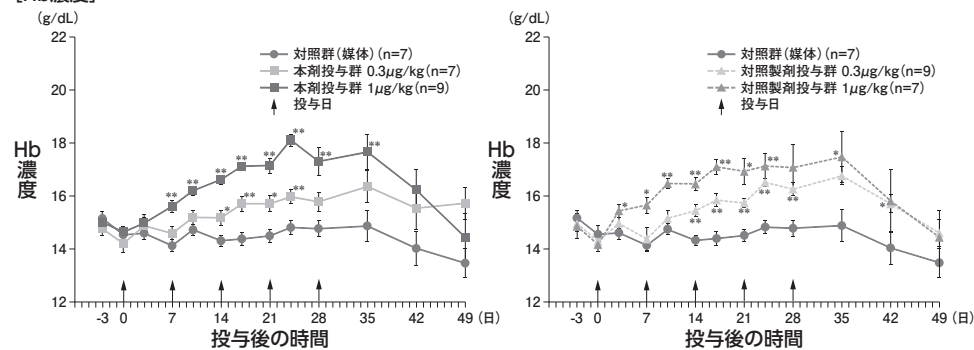 [Hb濃度]
(g/dL)
22
20
18
16
14
12
Hb濃度
対照群(媒体)(n=7)
本剤投与群 0.3μg/kg(n=7)
本剤投与群 1μg/kg(n=9)
投与日
** ** ** ** ** ** ** **
* ** * **
-3 0 7 14 21 28 35 42 49 (日)
投与後の時間
(g/dL)
22
20
18
16
14
12
Hb濃度
対照群(媒体)(n=7)
対照製剤投与群 0.3μg/kg(n=9)
対照製剤投与群 1μg/kg(n=7)
投与日
* * ** ** ** * ** ** *
** ** ** ** ** *
-3 0 7 14 21 28 35 42 49 (日)
投与後の時間